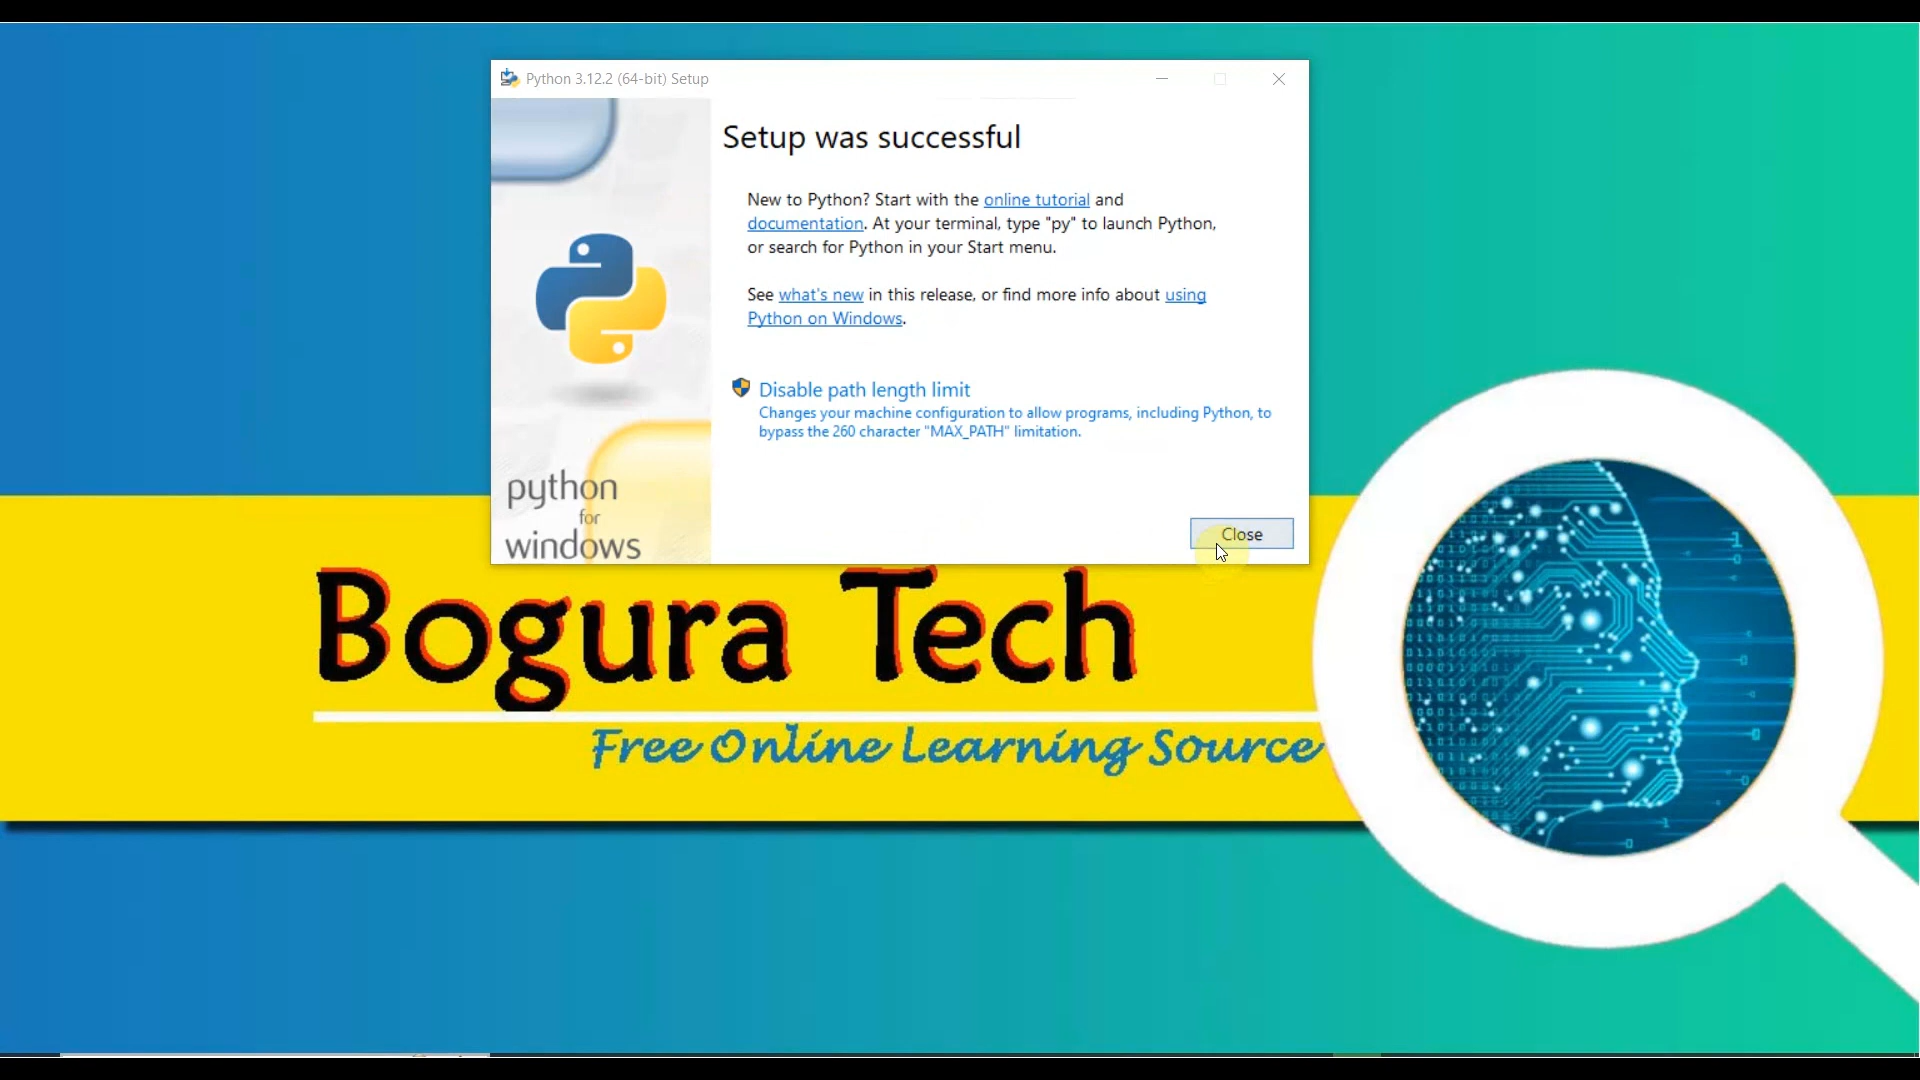 Python 3.12.2 (64-bit) Setup
Setup was successful
New to Python? Start with the online tutorial and
documentation. At your terminal, type "py" to launch Python,
or search for Python in your Start menu.
See what's new in this release, or find more info about using
Python on Windows.
Disable path length limit
Changes your machine configuration to allow programs, including Python, to
bypass the 260 character "MAX_PATH" limitation.
python
for
windows
Close
Bogura Tech
Free Online Learning Source